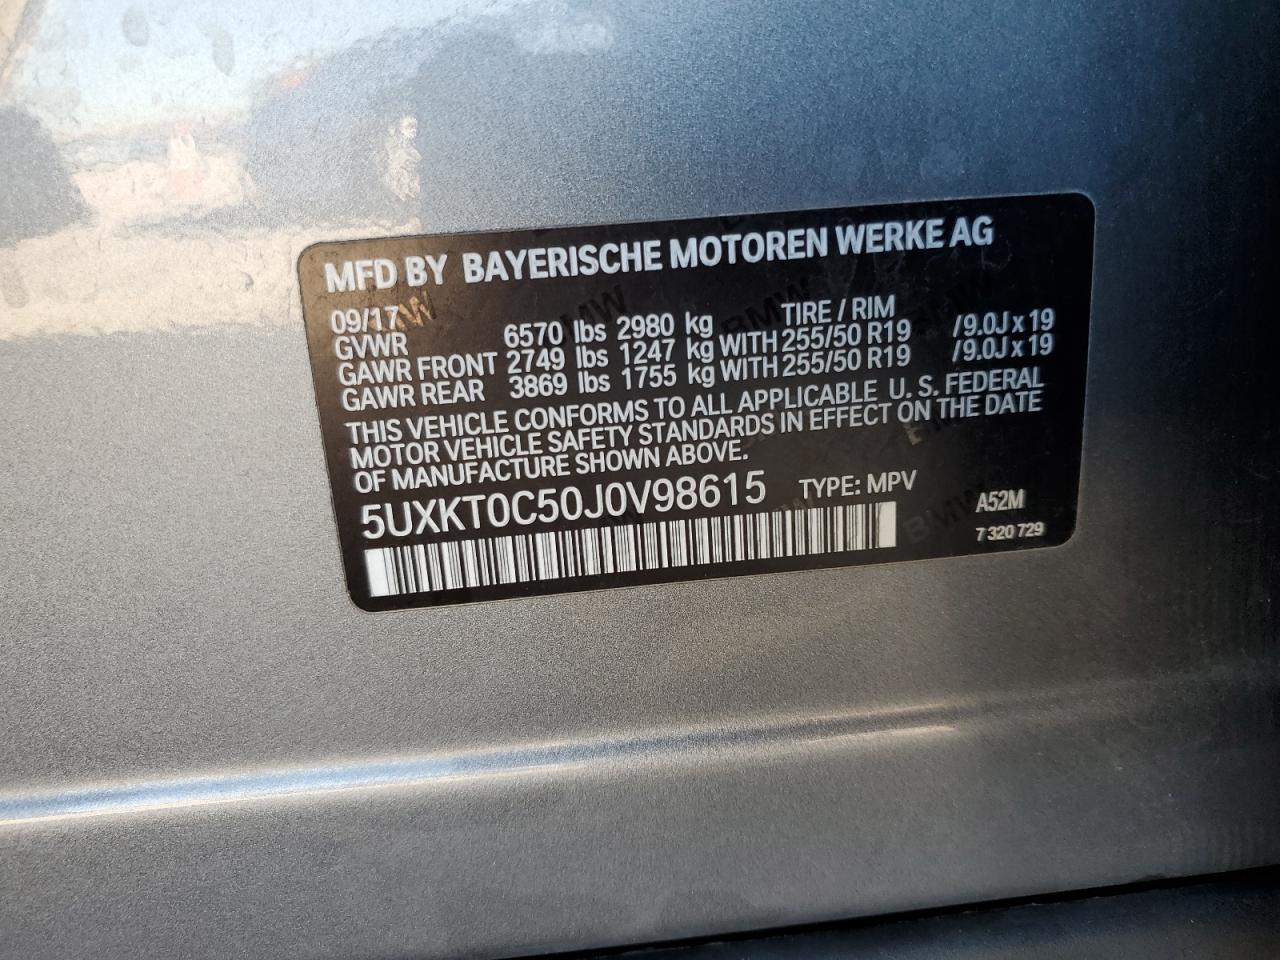 MFD BY BAYERISCHE MOTOREN WERKE AG
09/17 TIRE / RIM
GVWR 6570 lbs 2980 kg
GAWR FRONT 2749 lbs 1247 kg WITH 255/50 R19 /9.0J x 19
GAWR REAR 3869 lbs 1755 kg WITH 255/50 R19 /9.0J x 19
THIS VEHICLE CONFORMS TO ALL APPLICABLE U. S. FEDERAL
MOTOR VEHICLE SAFETY STANDARDS IN EFFECT ON THE DATE
OF MANUFACTURE SHOWN ABOVE.
5UXKT0C50J0V98615 TYPE: MPV A52M
7 320 729